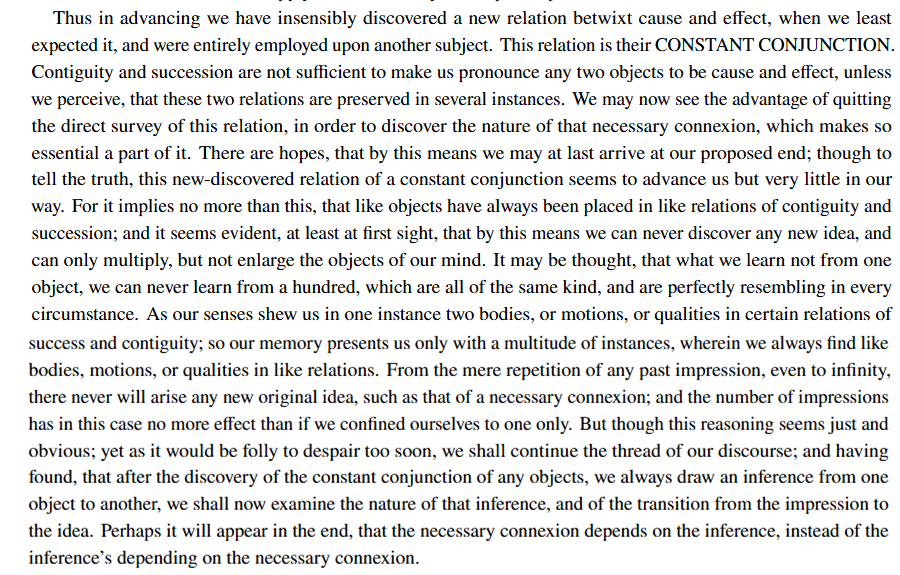 Thus in advancing we have insensibly discovered a new relation betwixt cause and effect, when we least
expected it, and were entirely employed upon another subject. This relation is their CONSTANT CONJUNCTION.
Contiguity and succession are not sufficient to make us pronounce any two objects to be cause and effect, unless
we perceive, that these two relations are preserved in several instances. We may now see the advantage of quitting
the direct survey of this relation, in order to discover the nature of that necessary connexion, which makes so
essential a part of it. There are hopes, that by this means we may at last arrive at our proposed end; though to
tell the truth, this new-discovered relation of a constant conjunction seems to advance us but very little in our
way. For it implies no more than this, that like objects have always been placed in like relations of contiguity and
succession; and it seems evident, at least at first sight, that by this means we can never discover any new idea, and
can only multiply, but not enlarge the objects of our mind. It may be thought, that what we learn not from one
object, we can never learn from a hundred, which are all of the same kind, and are perfectly resembling in every
circumstance. As our senses shew us in one instance two bodies, or motions, or qualities in certain relations of
success and contiguity; so our memory presents us only with a multitude of instances, wherein we always find like
bodies, motions, or qualities in like relations. From the mere repetition of any past impression, even to infinity,
there never will arise any new original idea, such as that of a necessary connexion; and the number of impressions
has in this case no more effect than if we confined ourselves to one only. But though this reasoning seems just and
obvious; yet as it would be folly to despair too soon, we shall continue the thread of our discourse; and having
found, that after the discovery of the constant conjunction of any objects, we always draw an inference from one
object to another, we shall now examine the nature of that inference, and of the transition from the impression to
the idea. Perhaps it will appear in the end, that the necessary connexion depends on the inference, instead of the
inference's depending on the necessary connexion.